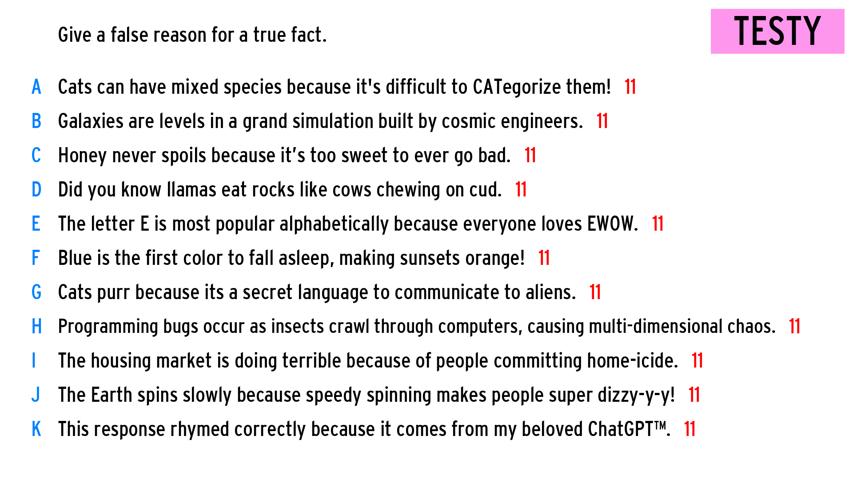 Give a false reason for a true fact.
TESTY
A Cats can have mixed species because it's difficult to CATegorize them! 11
B Galaxies are levels in a grand simulation built by cosmic engineers. 11
C Honey never spoils because it's too sweet to ever go bad. 11
D Did you know llamas eat rocks like cows chewing on cud. 11
E The letter E is most popular alphabetically because everyone loves EWOW. 11
F Blue is the first color to fall asleep, making sunsets orange! 11
G Cats purr because its a secret language to communicate to aliens. 11
H Programming bugs occur as insects crawl through computers, causing multi-dimensional chaos. 11
I The housing market is doing terrible because of people committing home-icide. 11
J The Earth spins slowly because speedy spinning makes people super dizzy-y-y! 11
K This response rhymed correctly because it comes from my beloved ChatGPT™. 11